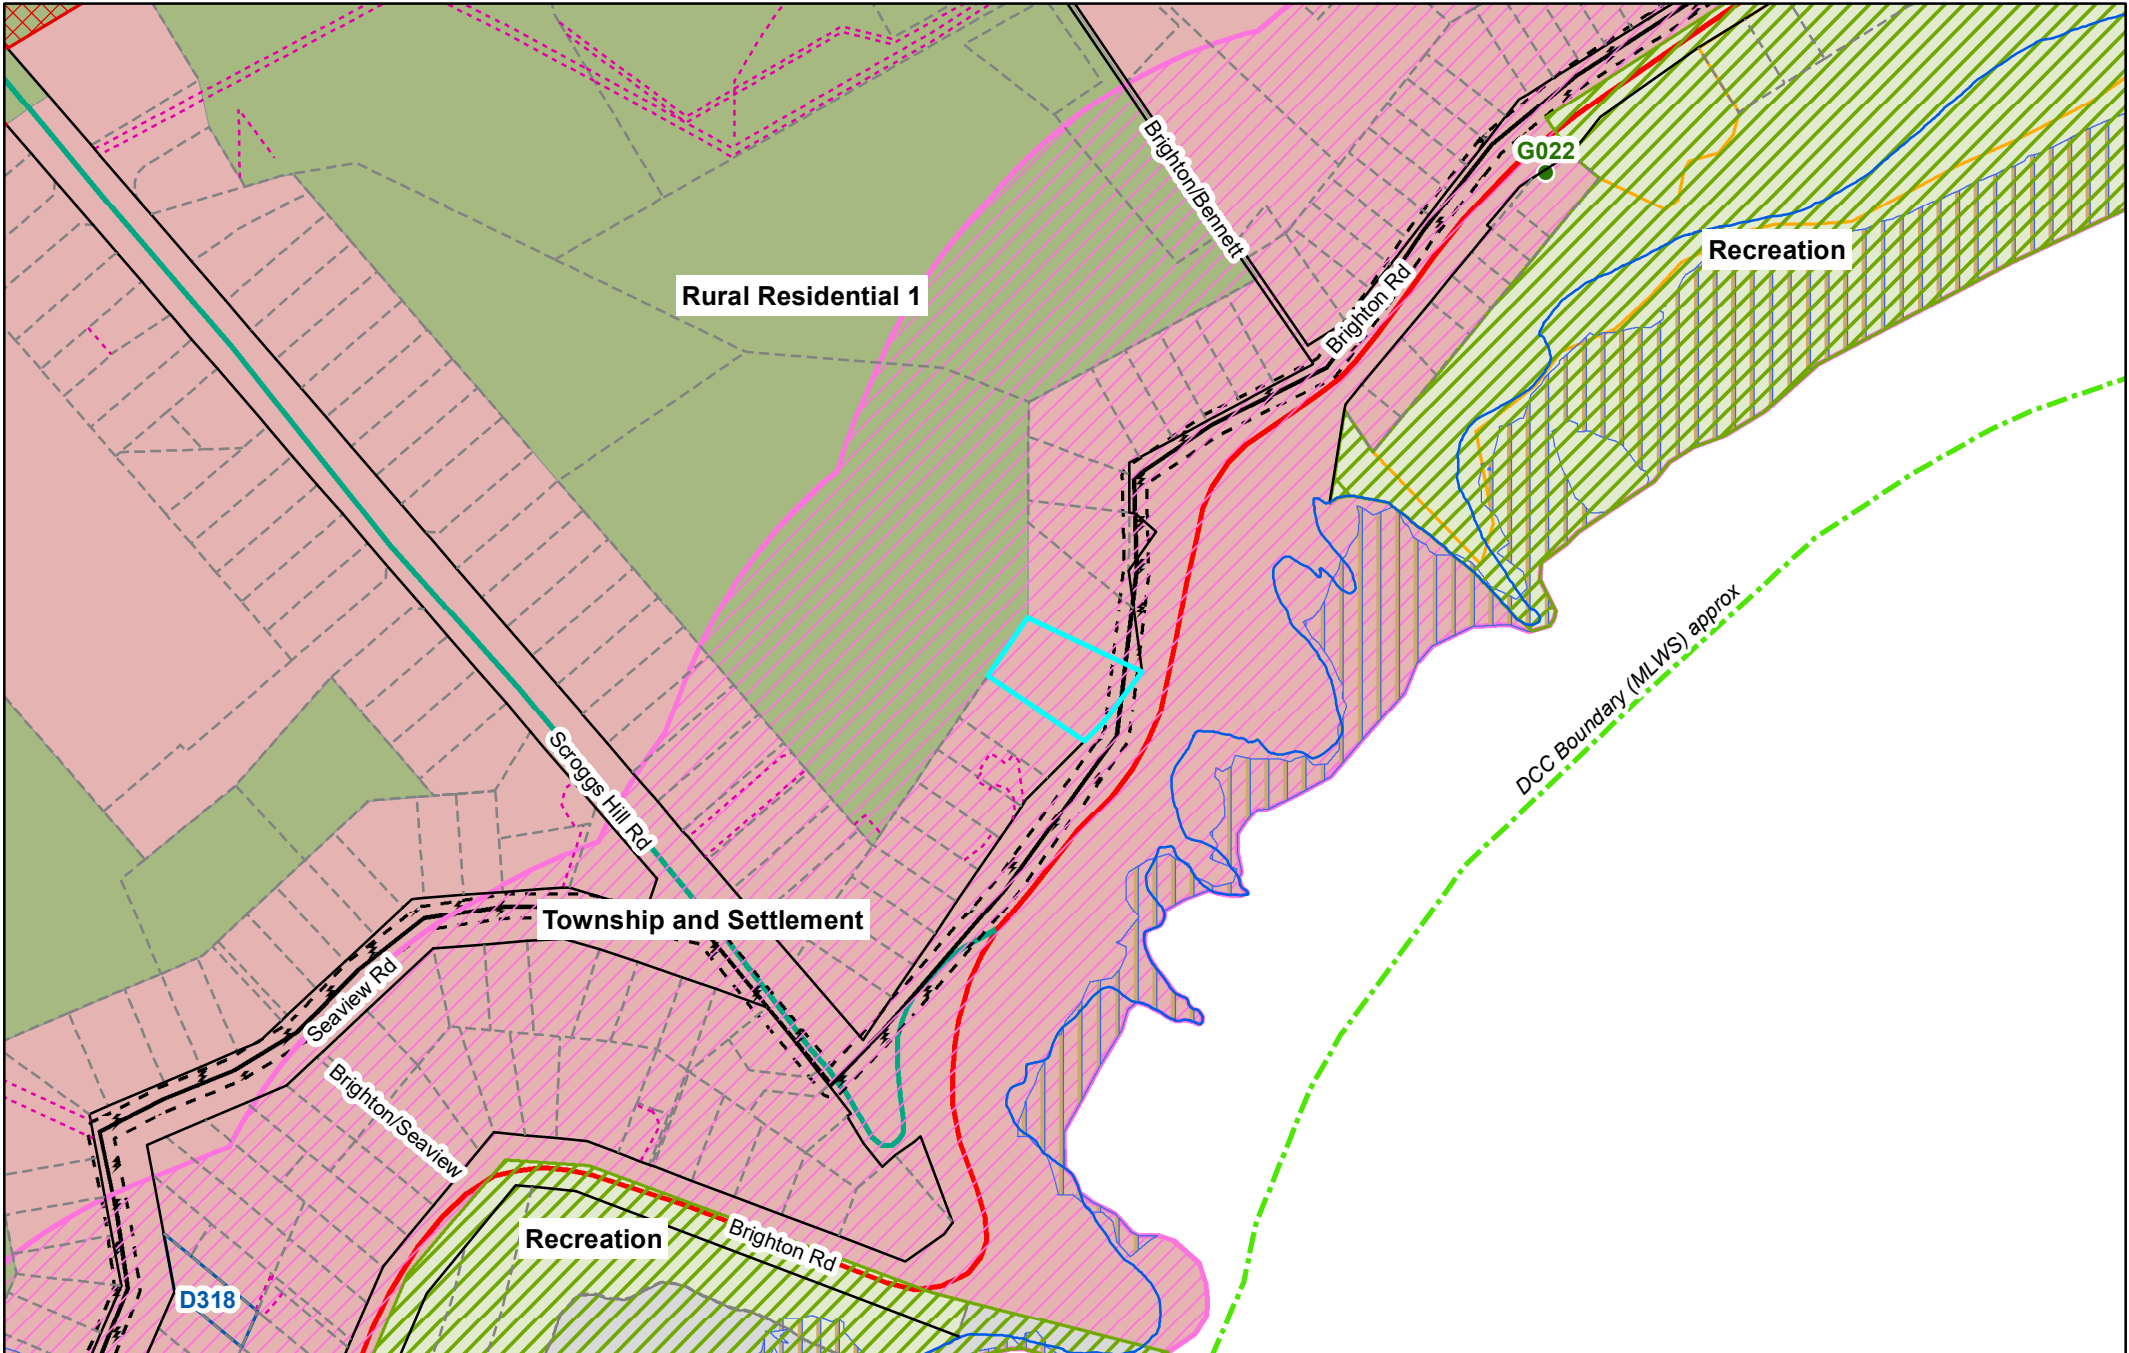 Brighton/Bennett
G022
Recreation
Rural Residential 1
Brighton Rd
DCC Boundary (MLWS) approx
Scroggs Hill Rd
Township and Settlement
Seaview Rd
Brighton/Seaview
Recreation
Brighton Rd
D318